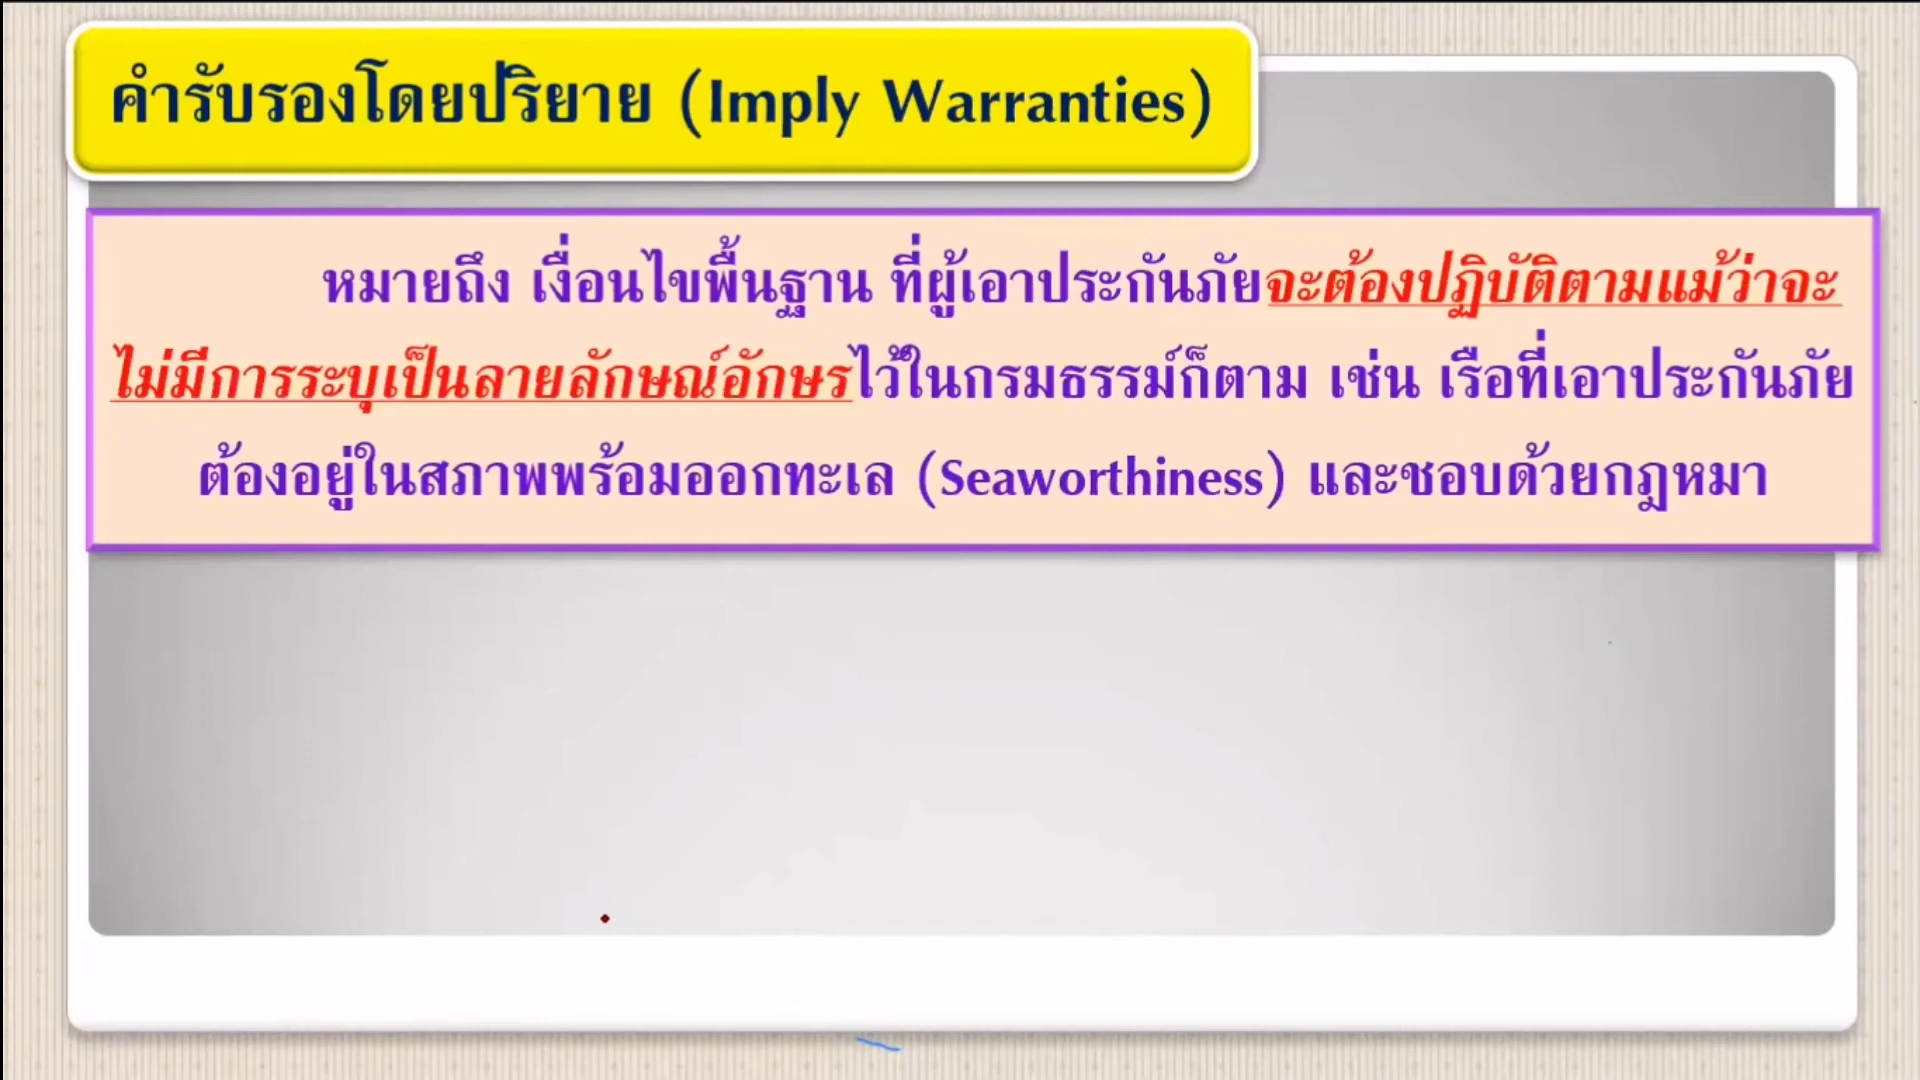 คำรับรองโดยปริยาย (Imply Warranties)
หมายถึง เงื่อนไขพื้นฐาน ที่ผู้เอาประกันภัยจะต้องปฏิบัติตามแม้ว่าจะ
ไม่มีการระบุเป็นลายลักษณ์อักษรไว้ในกรมธรรม์ก็ตาม เช่น เรือที่เอาประกันภัย
ต้องอยู่ในสภาพพร้อมออกทะเล (Seaworthiness) และชอบด้วยกฎหมา